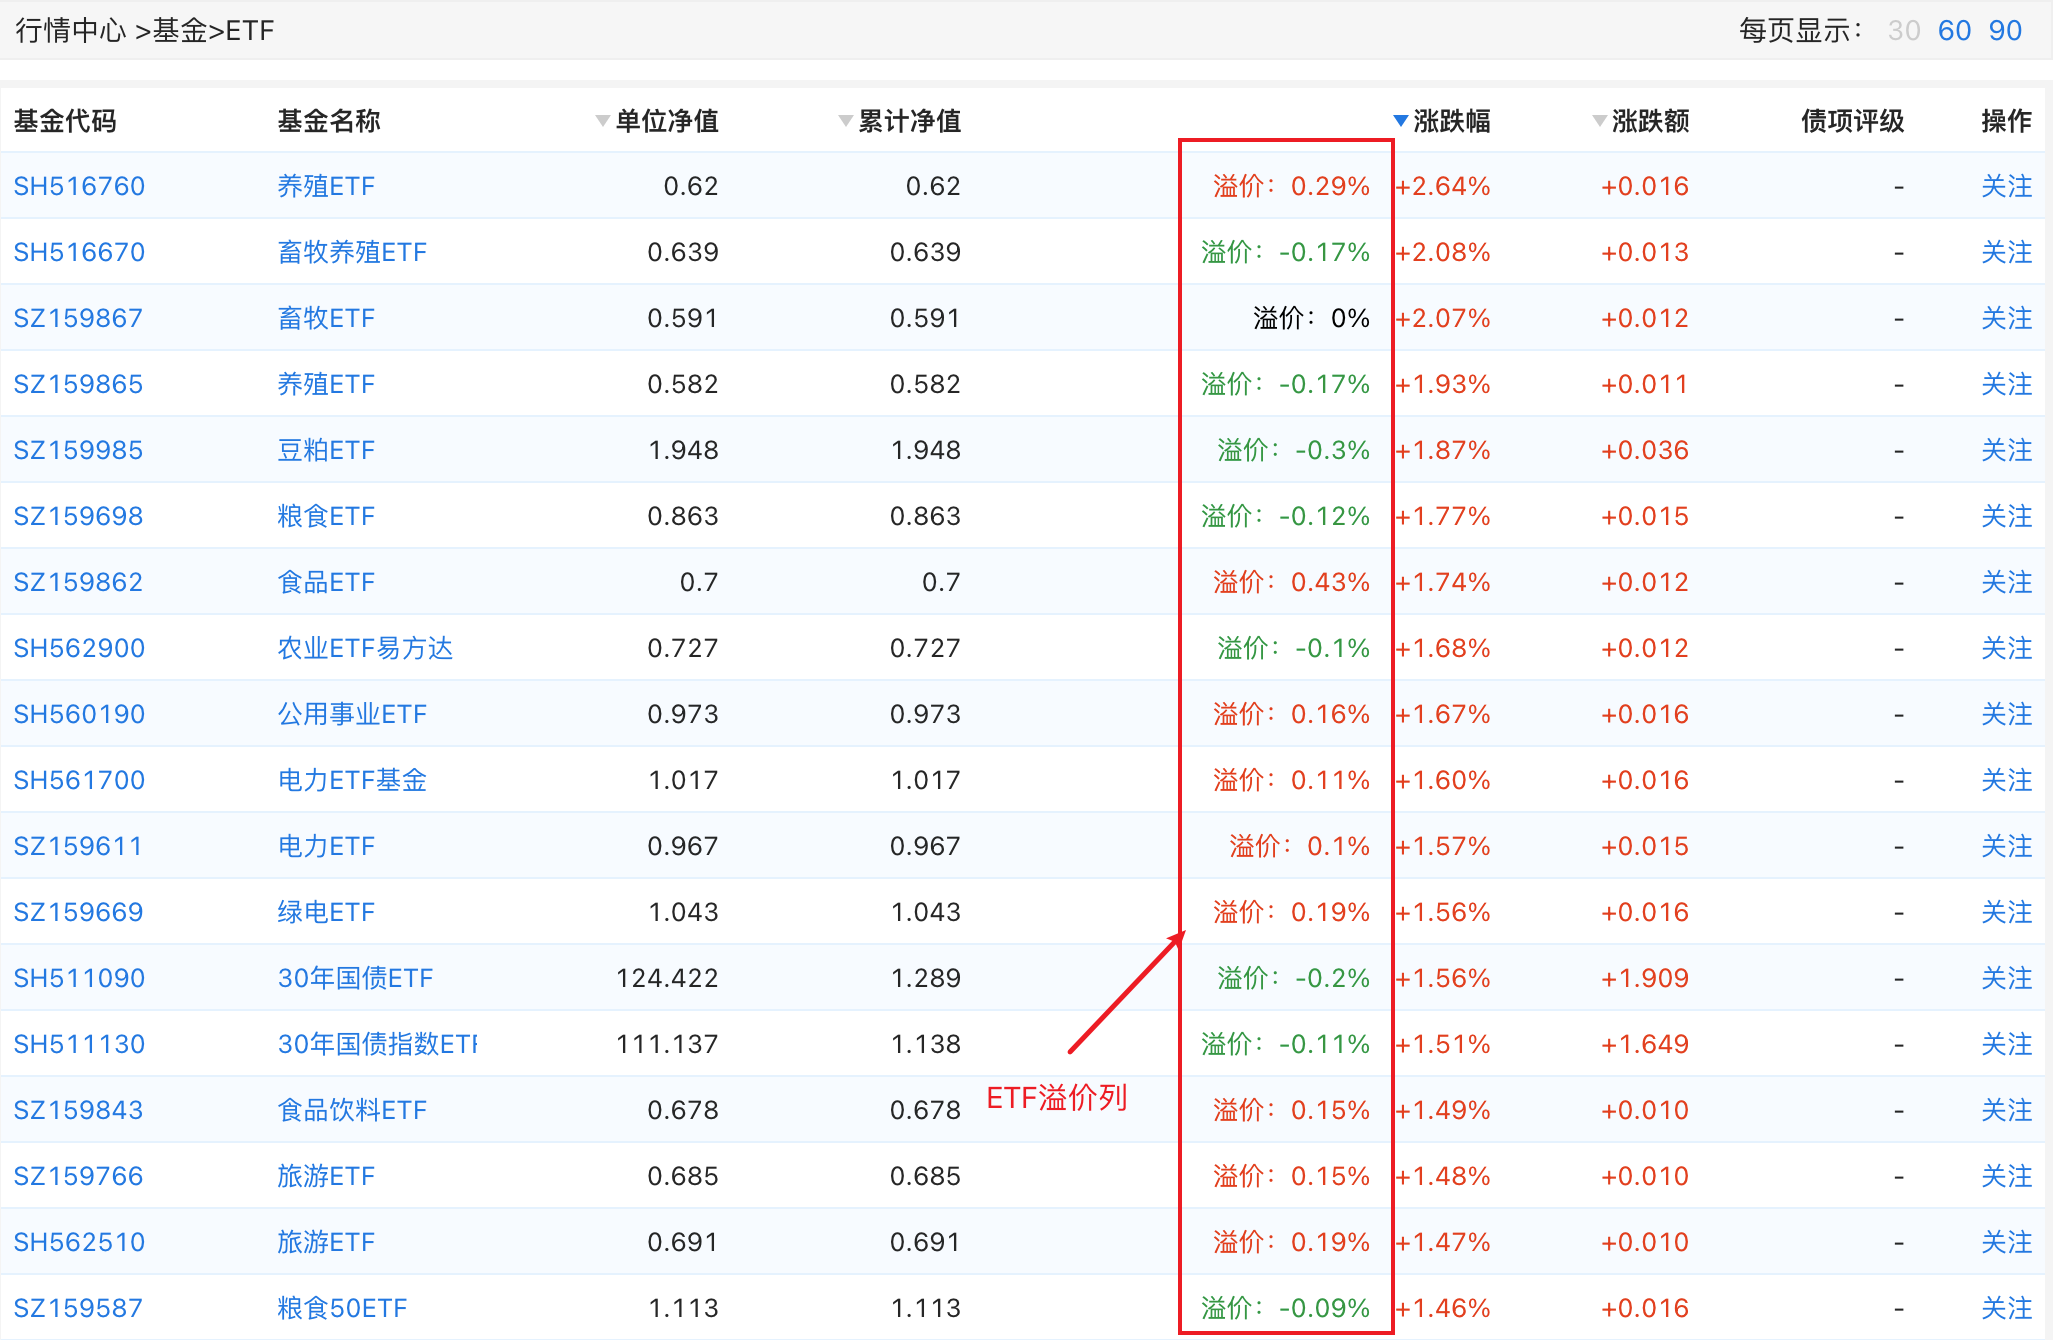 行情中心 >基金>ETF 每页显示： 30 60 90
基金代码 基金名称 单位净值 累计净值 涨跌幅 涨跌额 债项评级 操作
SH516760 养殖ETF 0.62 0.62 溢价：0.29% +2.64% +0.016 - 关注
SH516670 畜牧养殖ETF 0.639 0.639 溢价：-0.17% +2.08% +0.013 - 关注
SZ159867 畜牧ETF 0.591 0.591 溢价：0% +2.07% +0.012 - 关注
SZ159865 养殖ETF 0.582 0.582 溢价：-0.17% +1.93% +0.011 - 关注
SZ159985 豆粕ETF 1.948 1.948 溢价：-0.3% +1.87% +0.036 - 关注
SZ159698 粮食ETF 0.863 0.863 溢价：-0.12% +1.77% +0.015 - 关注
SZ159862 食品ETF 0.7 0.7 溢价：0.43% +1.74% +0.012 - 关注
SH562900 农业ETF易方达 0.727 0.727 溢价：-0.1% +1.68% +0.012 - 关注
SH560190 公用事业ETF 0.973 0.973 溢价：0.16% +1.67% +0.016 - 关注
SH561700 电力ETF基金 1.017 1.017 溢价：0.11% +1.60% +0.016 - 关注
SZ159611 电力ETF 0.967 0.967 溢价：0.1% +1.57% +0.015 - 关注
SZ159669 绿电ETF 1.043 1.043 溢价：0.19% +1.56% +0.016 - 关注
SH511090 30年国债ETF 124.422 1.289 溢价：-0.2% +1.56% +1.909 - 关注
SH511130 30年国债指数ETF 111.137 1.138 溢价：-0.11% +1.51% +1.649 - 关注
ETF溢价列
SZ159843 食品饮料ETF 0.678 0.678 溢价：0.15% +1.49% +0.010 - 关注
SZ159766 旅游ETF 0.685 0.685 溢价：0.15% +1.48% +0.010 - 关注
SH562510 旅游ETF 0.691 0.691 溢价：0.19% +1.47% +0.010 - 关注
SZ159587 粮食50ETF 1.113 1.113 溢价：-0.09% +1.46% +0.016 - 关注